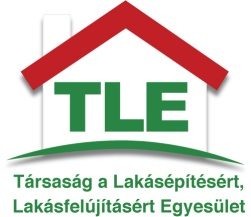 TLE
Társaság a Lakásépítésért,
Lakásfelújításért Egyesület